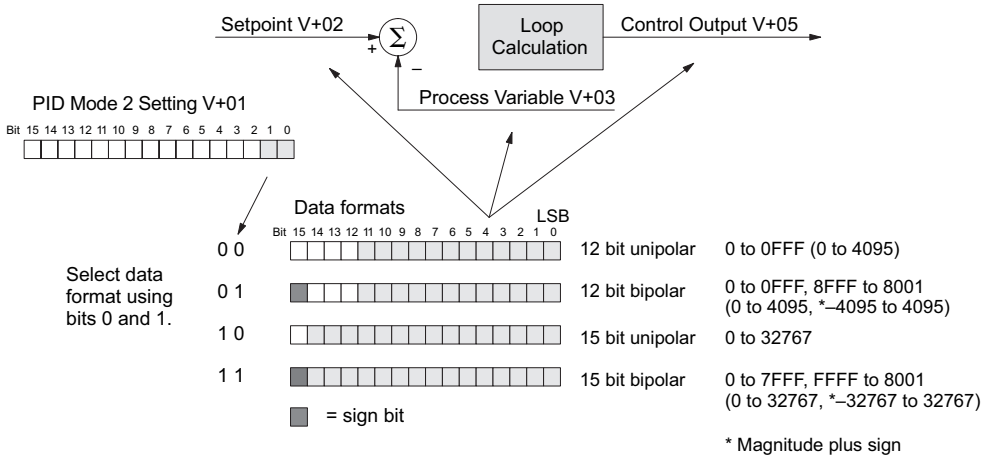 Setpoint V+02
+
Σ
–
Loop
Calculation
Control Output V+05
Process Variable V+03
PID Mode 2 Setting V+01
Bit 15 14 13 12 11 10 9 8 7 6 5 4 3 2 1 0
Data formats
LSB
Bit 15 14 13 12 11 10 9 8 7 6 5 4 3 2 1 0
Select data
format using
bits 0 and 1.
0 0
12 bit unipolar
0 to 0FFF (0 to 4095)
0 1
12 bit bipolar
0 to 0FFF, 8FFF to 8001
(0 to 4095, *–4095 to 4095)
1 0
15 bit unipolar
0 to 32767
1 1
15 bit bipolar
0 to 7FFF, FFFF to 8001
(0 to 32767, *–32767 to 32767)
= sign bit
* Magnitude plus sign